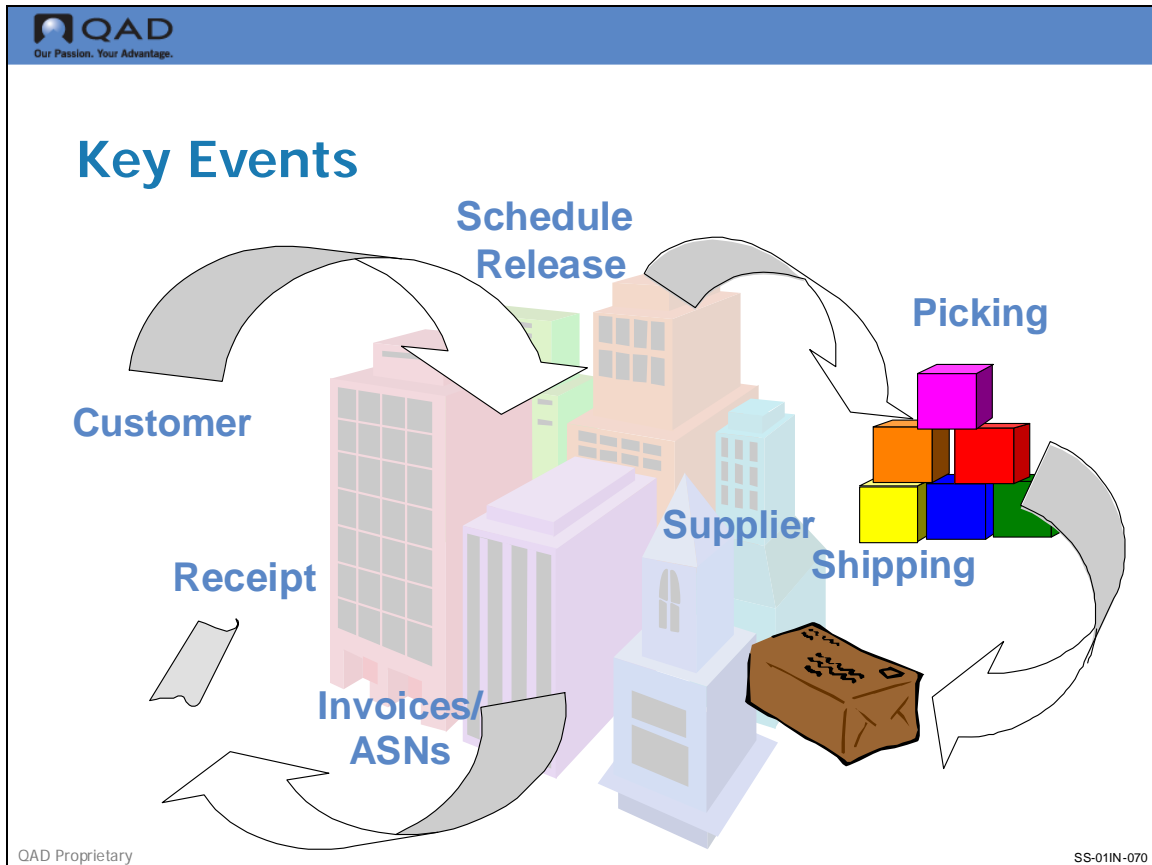 QAD
Our Passion. Your Advantage.
Key Events
Schedule
Release
Picking
Customer
Supplier
Shipping
Receipt
Invoices/
ASNs
QAD Proprietary
SS-01IN-070